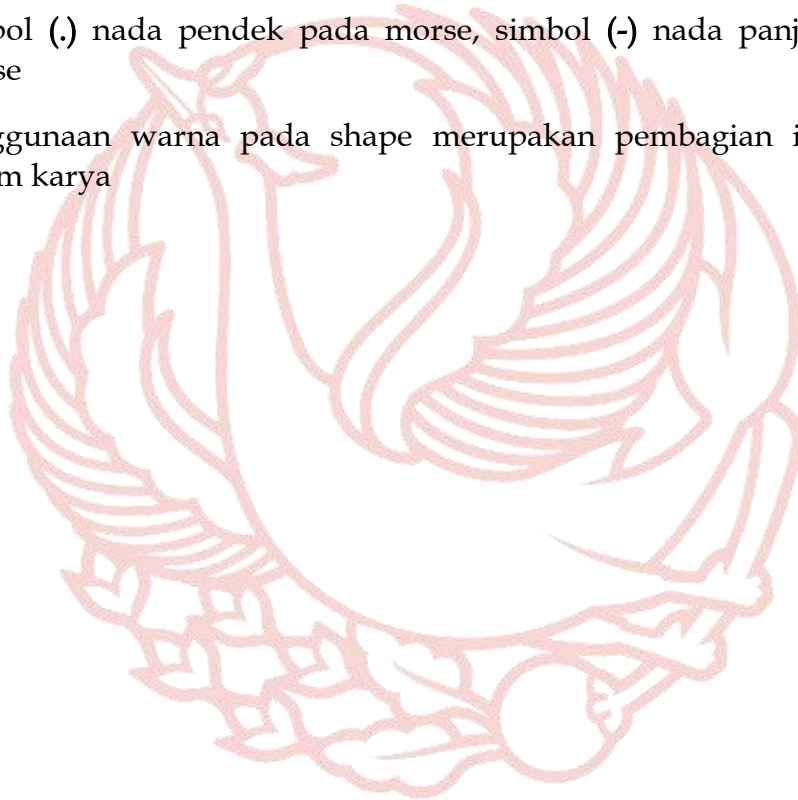 bol (.) nada pendek pada morse, simbol (-) nada panj
se
ggunaan warna pada shape merupakan pembagian i
m karya